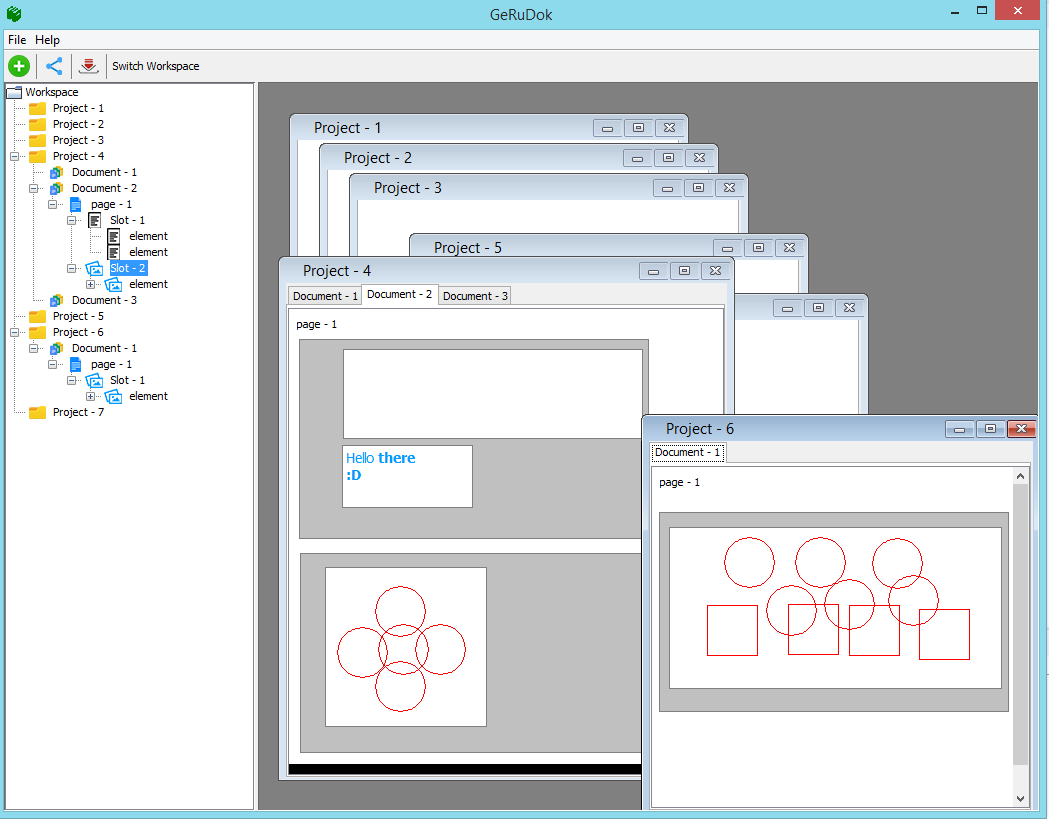 GeRuDok
File Help
Switch Workspace
Workspace
Project - 1
Project - 2
Project - 3
Project - 4
Document - 1
Document - 2
page - 1
Slot - 1
element
element
Slot - 2
element
Document - 3
Project - 5
Project - 6
Document - 1
page - 1
Slot - 1
element
Project - 7
Project - 1
Project - 2
Project - 3
Project - 5
Project - 4
Document - 1 Document - 2 Document - 3
page - 1
Hello there
:D
Project - 6
Document - 1
page - 1